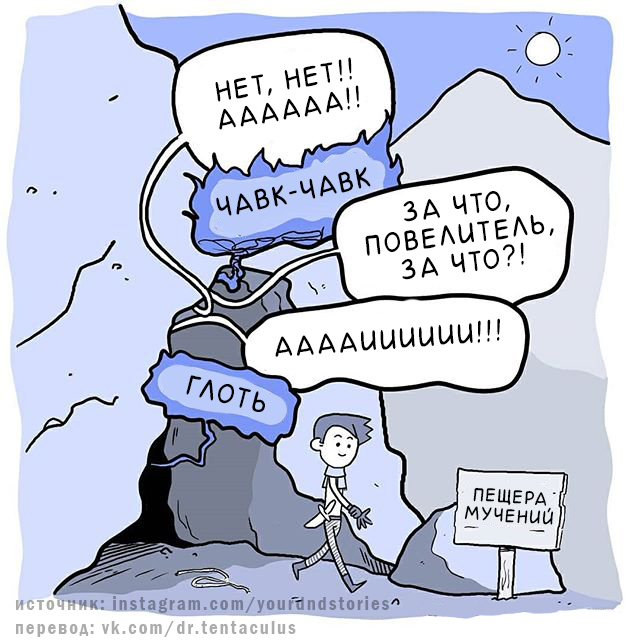 НЕТ, НЕТ!!
АААААА!!
ЧАВК-ЧАВК
ЗА ЧТО,
ПОВЕЛИТЕЛЬ,
ЗА ЧТО?!
ААААИИИИИИ!!!
ГЛОТЬ
ПЕЩЕРА
МУЧЕНИЙ
источник: instagram.com/yourdndstories
перевод: vk.com/dr.tentaculus